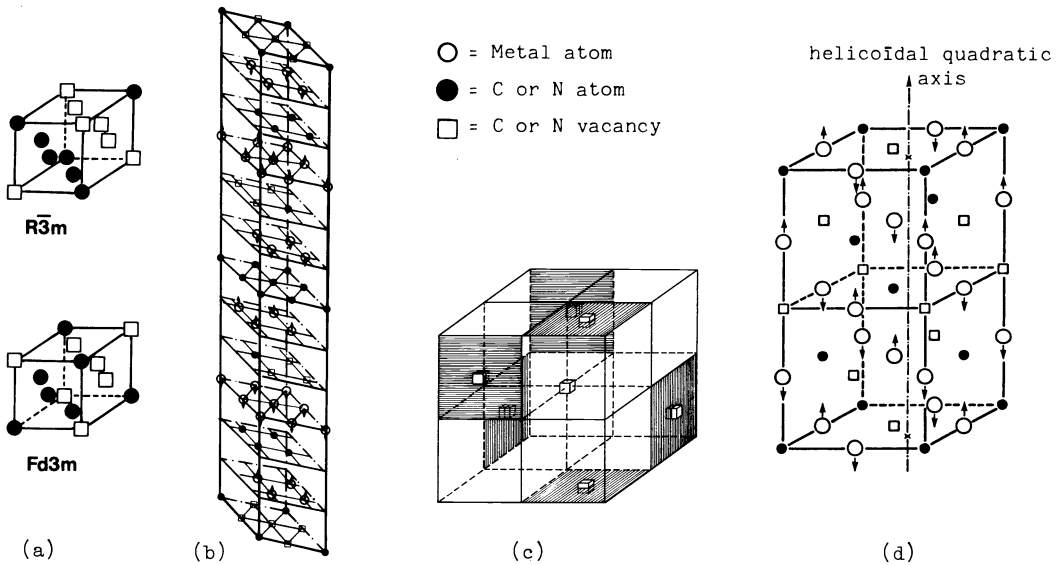 = Metal atom
= C or N atom
= C or N vacancy
helicoīdal quadratic
axis
R3̅m
Fd3m
(a)
(b)
(c)
(d)